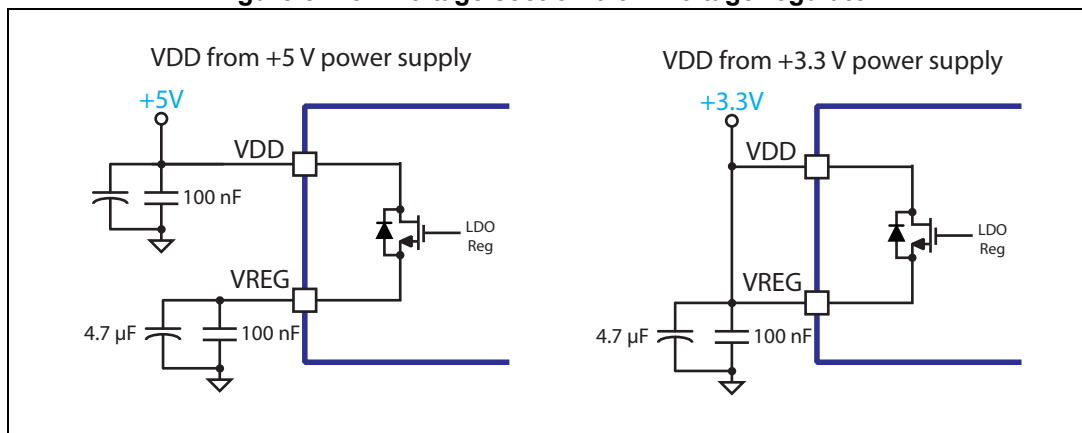 VDD from +5 V power supply
+5V
VDD
100 nF
LDO
Reg
VREG
4.7 µF
100 nF
VDD from +3.3 V power supply
+3.3V
VDD
LDO
Reg
VREG
4.7 µF
100 nF